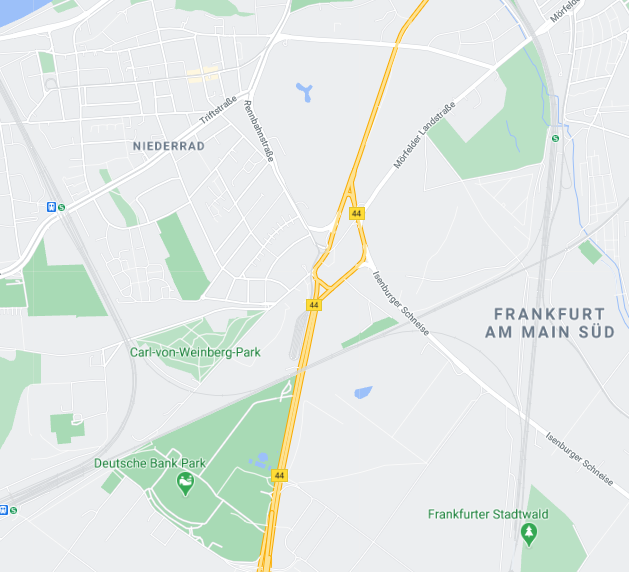 Mörfelde
Triftstraße
Rennbahnstraße
Mörfelder Landstraße
NIEDERRAD
S
S
44
Isenburger Schneise
44
FRANKFURT
AM MAIN SÜD
Carl-von-Weinberg-Park
Isenburger Schneise
Deutsche Bank Park
44
S
Frankfurter Stadtwald